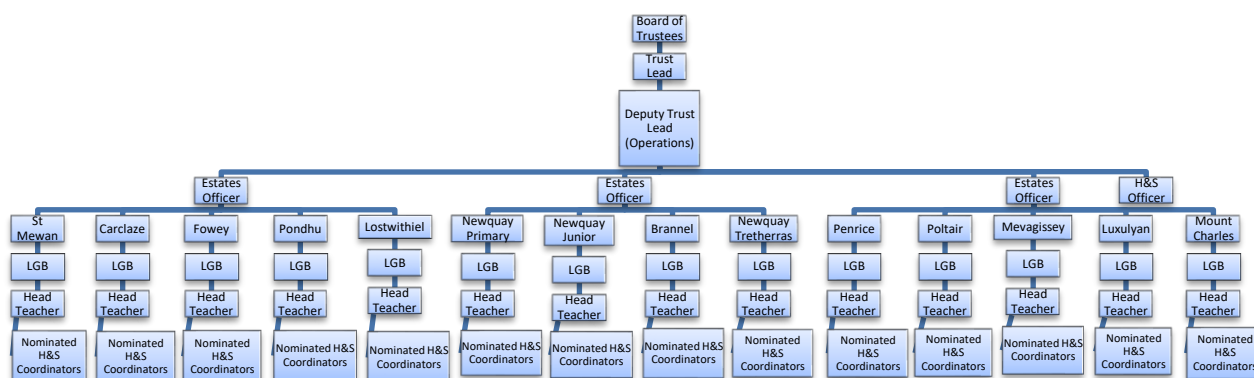 Board of
Trustees
Trust
Lead
Deputy Trust
Lead
(Operations)
Estates
Officer
Estates
Officer
Estates
Officer
H&S
Officer
St
Mewan
Carclaze
Fowey
Pondhu
Lostwithiel
Newquay
Primary
Newquay
Junior
Brannel
Newquay
Tretherras
Penrice
Poltair
Mevagissey
Luxulyan
Mount
Charles
LGB
LGB
LGB
LGB
LGB
LGB
LGB
LGB
LGB
LGB
LGB
LGB
LGB
LGB
Head
Teacher
Head
Teacher
Head
Teacher
Head
Teacher
Head
Teacher
Head
Teacher
Head
Teacher
Head
Teacher
Head
Teacher
Head
Teacher
Head
Teacher
Head
Teacher
Head
Teacher
Head
Teacher
Nominated H&S
Coordinators
Nominated H&S
Coordinators
Nominated H&S
Coordinators
Nominated H&S
Coordinators
Nominated H&S
Coordinators
Nominated H&S
Coordinators
Nominated H&S
Coordinators
Nominated H&S
Coordinators
Nominated H&S
Coordinators
Nominated H&S
Coordinators
Nominated H&S
Coordinators
Nominated H&S
Coordinators
Nominated H&S
Coordinators
Nominated H&S
Coordinators